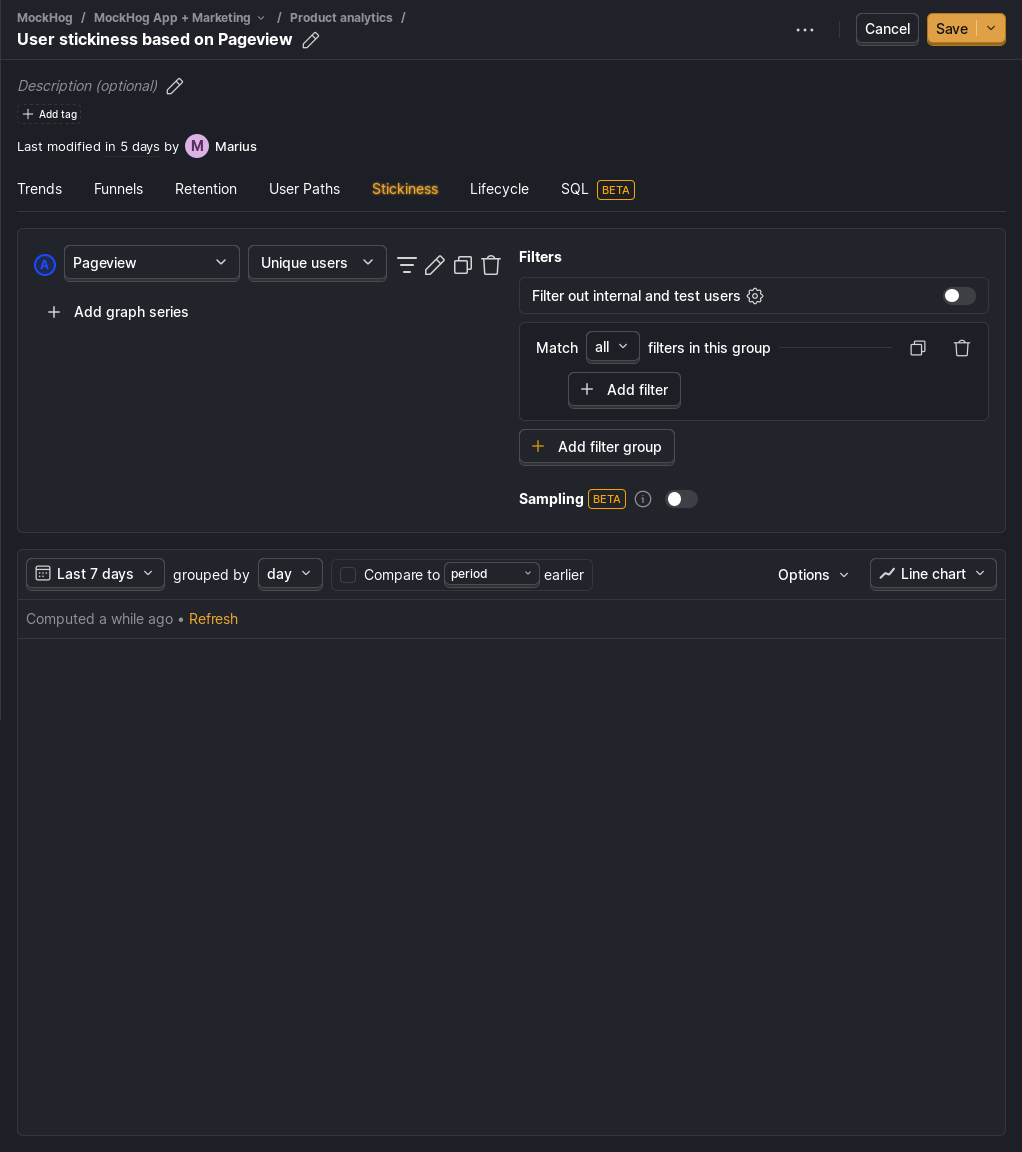 MockHog / MockHog App + Marketing / Product analytics /
User stickiness based on Pageview
Cancel
Save
Description (optional)
Add tag
Last modified in 5 days by M Marius
Trends Funnels Retention User Paths Stickiness Lifecycle SQL BETA
A Pageview Unique users
Add graph series
Filters
Filter out internal and test users
Match all filters in this group
Add filter
Add filter group
Sampling BETA
Last 7 days grouped by day Compare to period earlier Options Line chart
Computed a while ago • Refresh